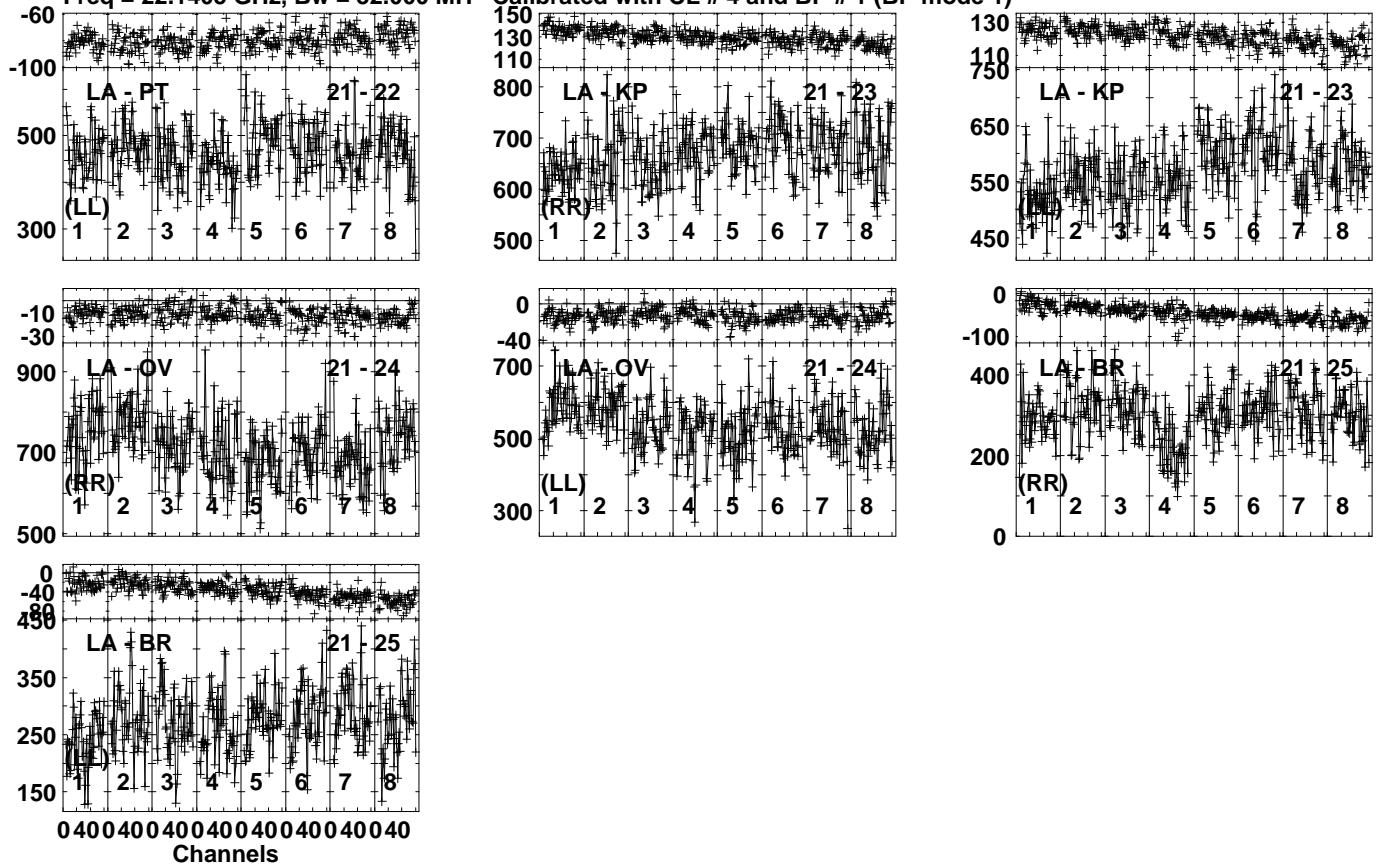 Freq = 22.1408 GHz, Bw = 32.000 MH Calibrated with CL # 4 and BP # 1 (BP mode 1)
-60
-100
LA - PT 21 - 22
500
(LL)
300
1 2 3 4 5 6 7 8
150
130
110
800
LA - KP 21 - 23
700
600
(RR)
500
1 2 3 4 5 6 7 8
130
110
750
LA - KP 21 - 23
650
550
(LL)
450
1 2 3 4 5 6 7 8
-10
-30
900
LA - OV 21 - 24
700
(RR)
500
1 2 3 4 5 6 7 8
0
-40
700
LA - OV 21 - 24
500
(LL)
300
1 2 3 4 5 6 7 8
0
-100
400
LA - BR 21 - 25
200
(RR)
0
1 2 3 4 5 6 7 8
0
-40
-80
450
LA - BR 21 - 25
350
250
(LL)
150
1 2 3 4 5 6 7 8
0 40 0 40 0 40 0 40 0 40 0 40 0 40 0 40
Channels